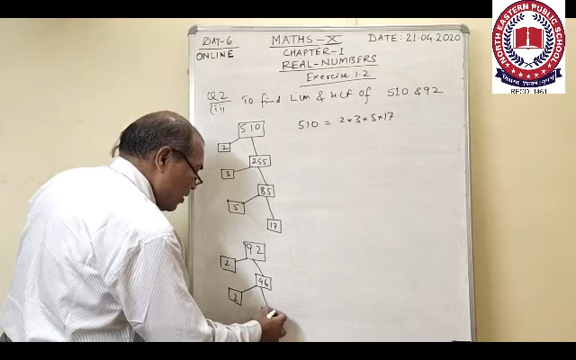 DAY-6
ONLINE
MATHS-X
CHAPTER-1
REAL-NUMBERS
Exercise 1.2
DATE: 21.04.2020
NORTH EASTERN PUBLIC SCHOOL
REGD. 1461
Q2 To find LCM & HCF of 510 & 92
(ii)
510 = 2×3×5×17
510
2
255
3
85
5
17
92
2
46
2